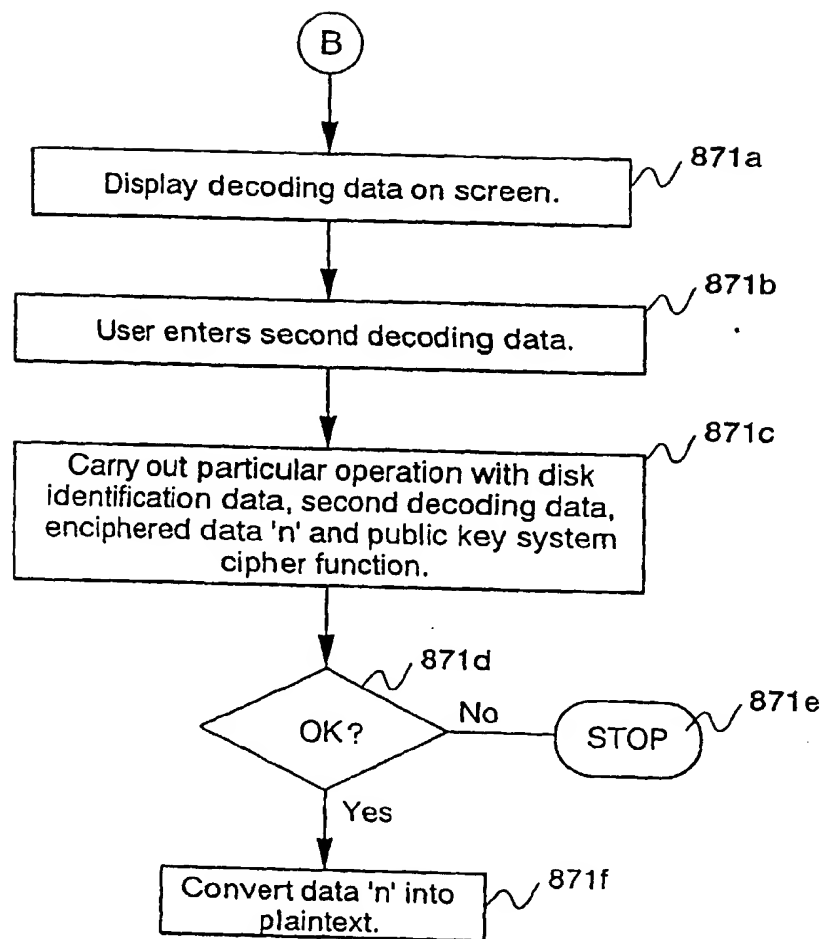 B
871a
Display decoding data on screen.
871b
User enters second decoding data.
871c
Carry out particular operation with disk
identification data, second decoding data,
enciphered data 'n' and public key system
cipher function.
871d
OK?
No
STOP
871e
Yes
Convert data 'n' into
plaintext.
871f